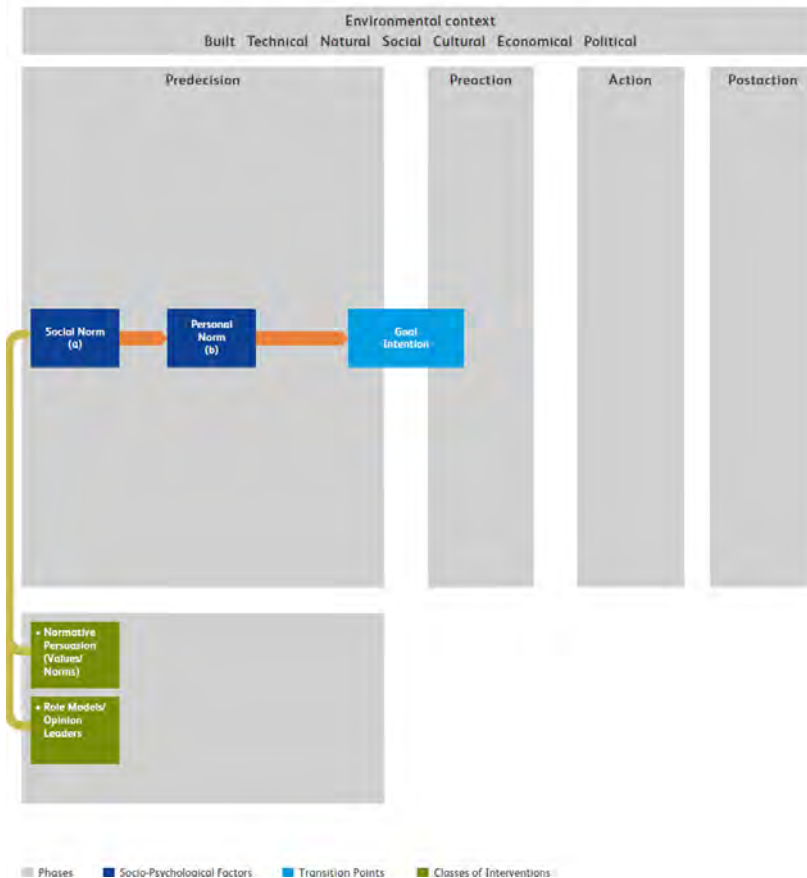 Environmental context
Built Technical Natural Social Cultural Economical Political
Predecision
Preaction
Action
Postaction
Social Norm
(a)
Personal
Norm
(b)
Goal
Intention
• Normative
Persuasion
(Values/
Norms)
• Role Models/
Opinion
Leaders
Phases
Socio-Psychological Factors
Transition Points
Classes of Interventions